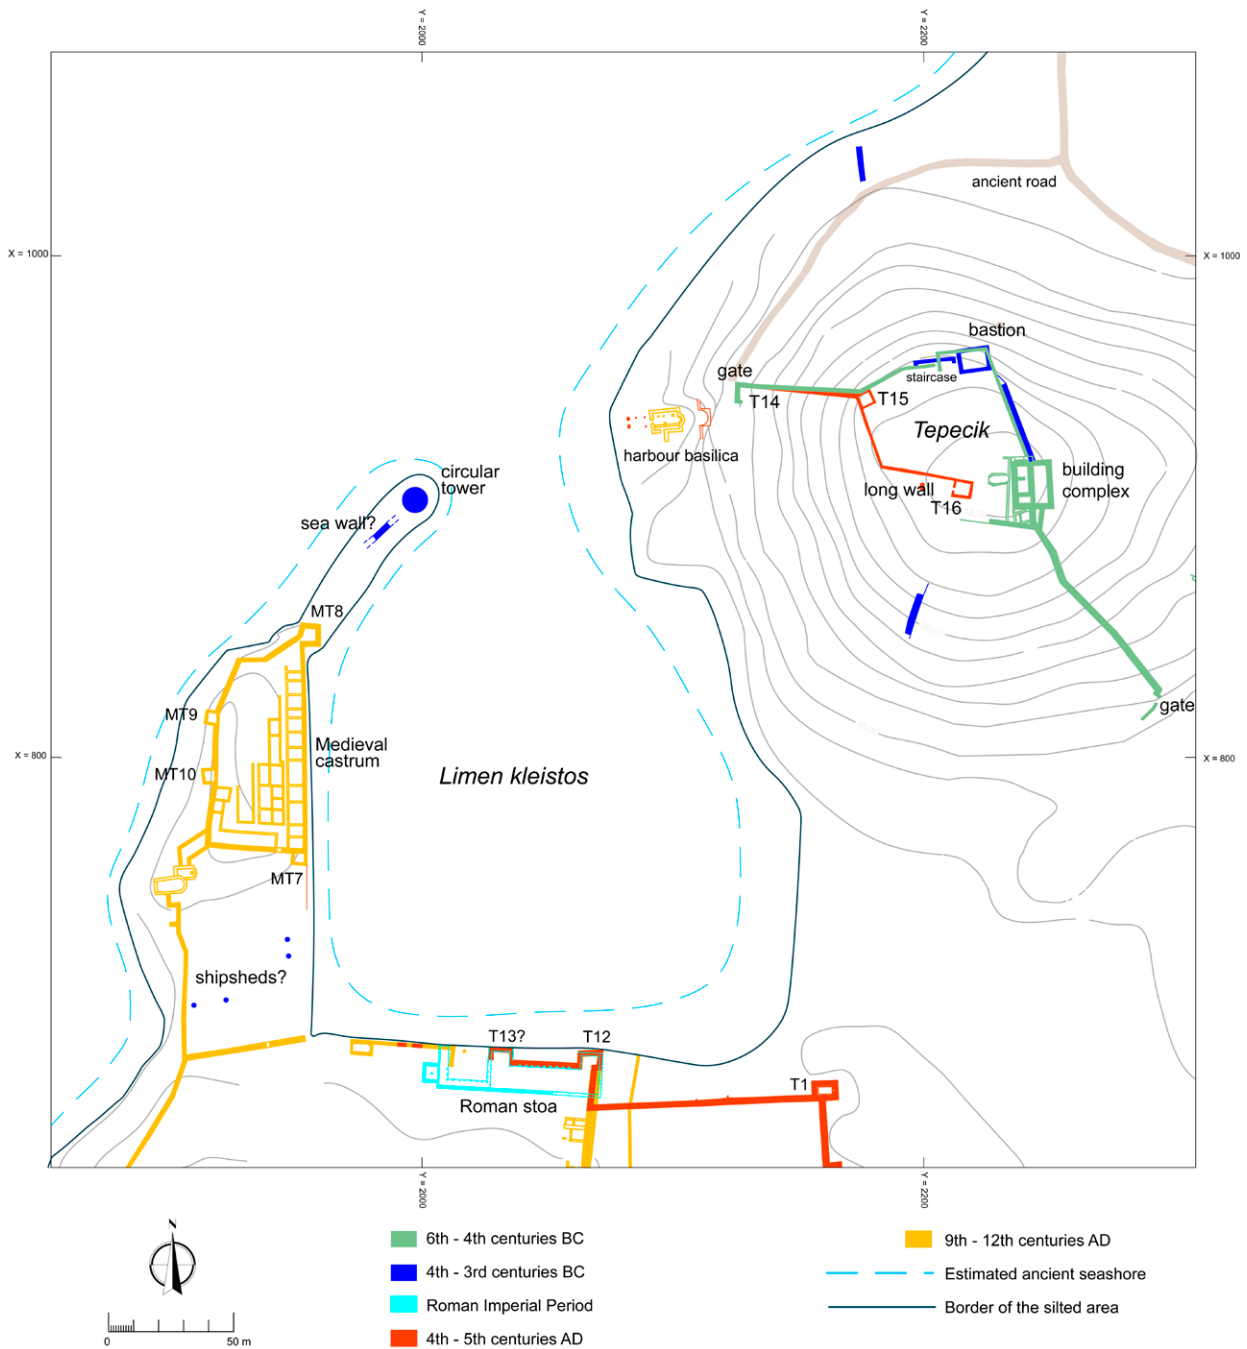 Y = 2000
Y = 2200
ancient road
X = 1000
X = 1000
bastion
gate
staircase
T14
T15
Tepecik
harbour basilica
circular
tower
building
complex
long wall
T16
sea wall?
MT8
MT9
gate
Medieval
castrum
X = 800
X = 800
MT10
Limen kleistos
MT7
shipsheds?
T13?
T12
T1
Roman stoa
Y = 2000
Y = 2200
N
6th - 4th centuries BC
4th - 3rd centuries BC
Roman Imperial Period
4th - 5th centuries AD
9th - 12th centuries AD
Estimated ancient seashore
Border of the silted area
0
50 m